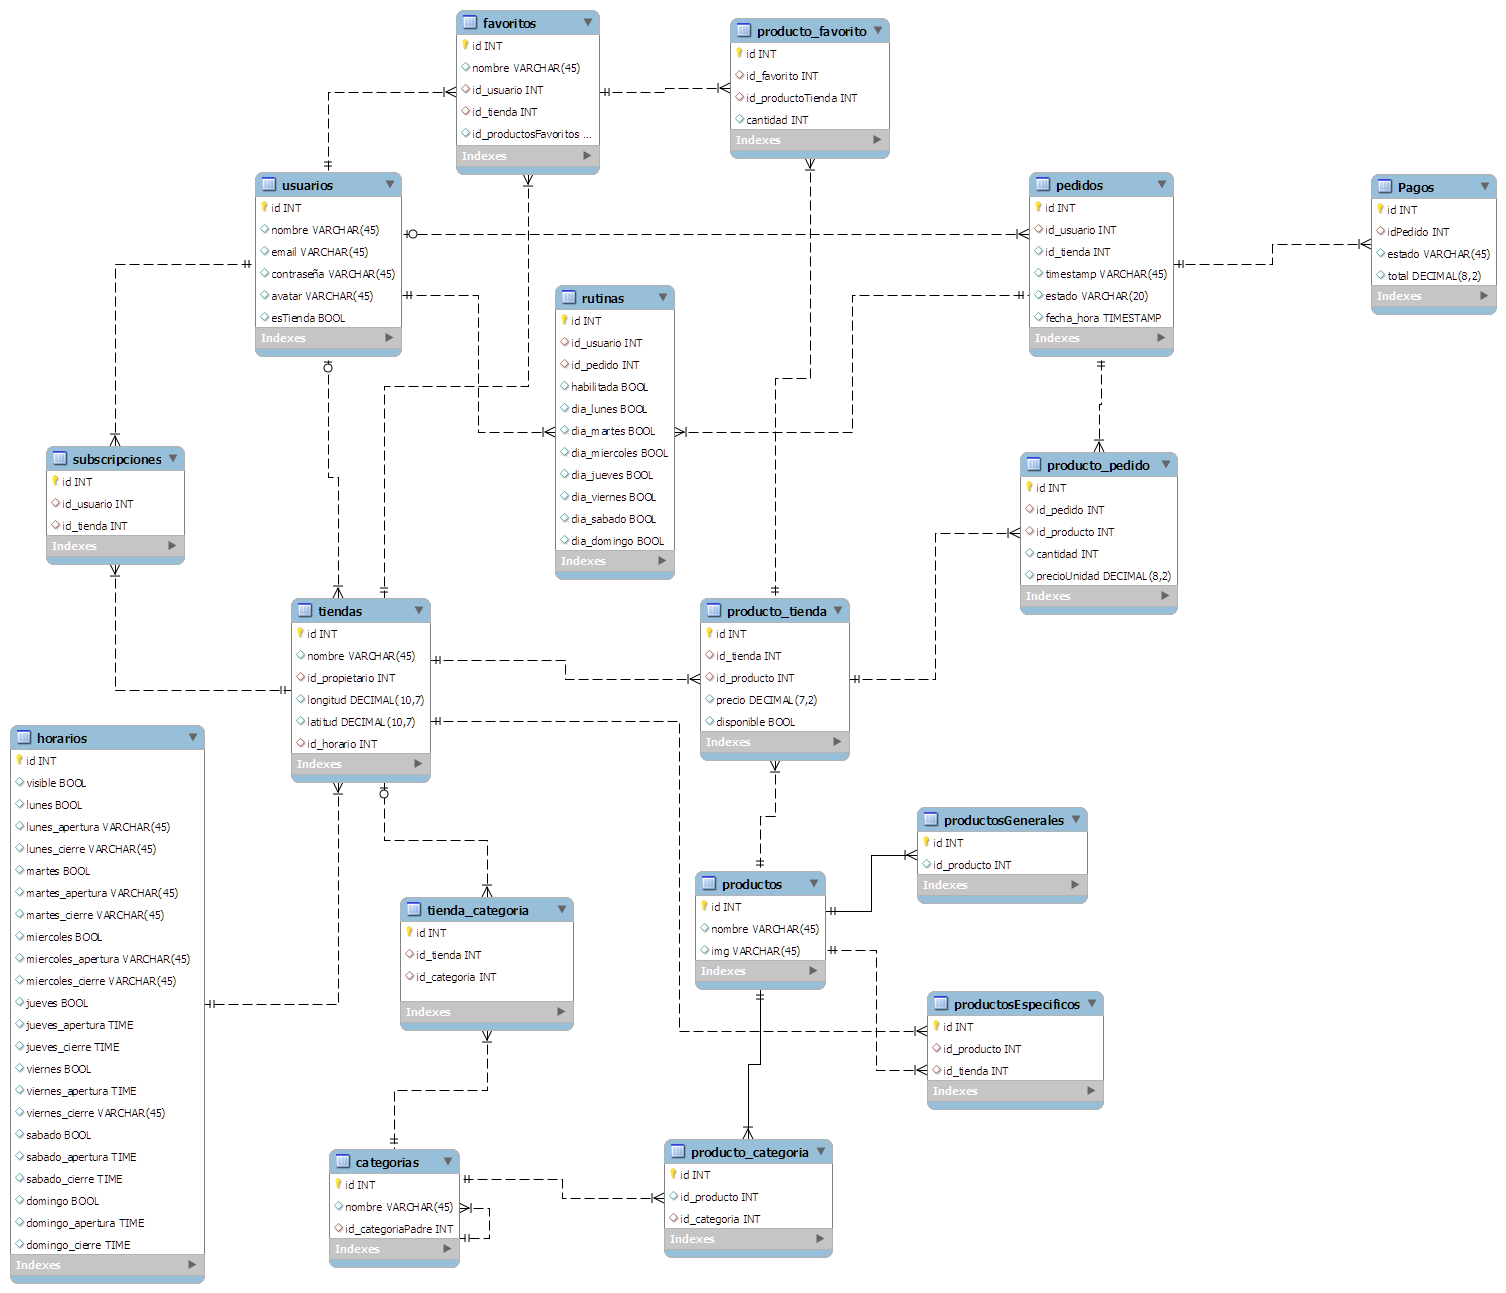 favoritos
id INT
nombre VARCHAR(45)
id_usuario INT
id_tienda INT
id_productosFavoritos ...
Indexes
producto_favorito
id INT
id_favorito INT
id_productoTienda INT
cantidad INT
Indexes
usuarios
id INT
nombre VARCHAR(45)
email VARCHAR(45)
contraseña VARCHAR(45)
avatar VARCHAR(45)
esTienda BOOL
Indexes
pedidos
id INT
id_usuario INT
id_tienda INT
timestamp VARCHAR(45)
estado VARCHAR(20)
fecha_hora TIMESTAMP
Indexes
Pagos
id INT
idPedido INT
estado VARCHAR(45)
total DECIMAL(8,2)
Indexes
rutinas
id INT
id_usuario INT
id_pedido INT
habilitada BOOL
dia_lunes BOOL
dia_martes BOOL
dia_miercoles BOOL
dia_jueves BOOL
dia_viernes BOOL
dia_sabado BOOL
dia_domingo BOOL
Indexes
subscripciones
id INT
id_usuario INT
id_tienda INT
Indexes
producto_pedido
id INT
id_pedido INT
id_producto INT
cantidad INT
precioUnidad DECIMAL(8,2)
Indexes
tiendas
id INT
nombre VARCHAR(45)
id_propietario INT
longitud DECIMAL(10,7)
latitud DECIMAL(10,7)
id_horario INT
Indexes
producto_tienda
id INT
id_tienda INT
id_producto INT
precio DECIMAL(7,2)
disponible BOOL
Indexes
horarios
id INT
visible BOOL
lunes BOOL
lunes_apertura VARCHAR(45)
lunes_cierre VARCHAR(45)
martes BOOL
martes_apertura VARCHAR(45)
martes_cierre VARCHAR(45)
miercoles BOOL
miercoles_apertura VARCHAR(45)
miercoles_cierre VARCHAR(45)
jueves BOOL
jueves_apertura TIME
jueves_cierre TIME
viernes BOOL
viernes_apertura TIME
viernes_cierre VARCHAR(45)
sabado BOOL
sabado_apertura TIME
sabado_cierre TIME
domingo BOOL
domingo_apertura TIME
domingo_cierre TIME
Indexes
productosGenerales
id INT
id_producto INT
Indexes
productos
id INT
nombre VARCHAR(45)
img VARCHAR(45)
Indexes
tienda_categoria
id INT
id_tienda INT
id_categoria INT
Indexes
productosEspecificos
id INT
id_producto INT
id_tienda INT
Indexes
categorias
id INT
nombre VARCHAR(45)
id_categoriaPadre INT
Indexes
producto_categoria
id INT
id_producto INT
id_categoria INT
Indexes